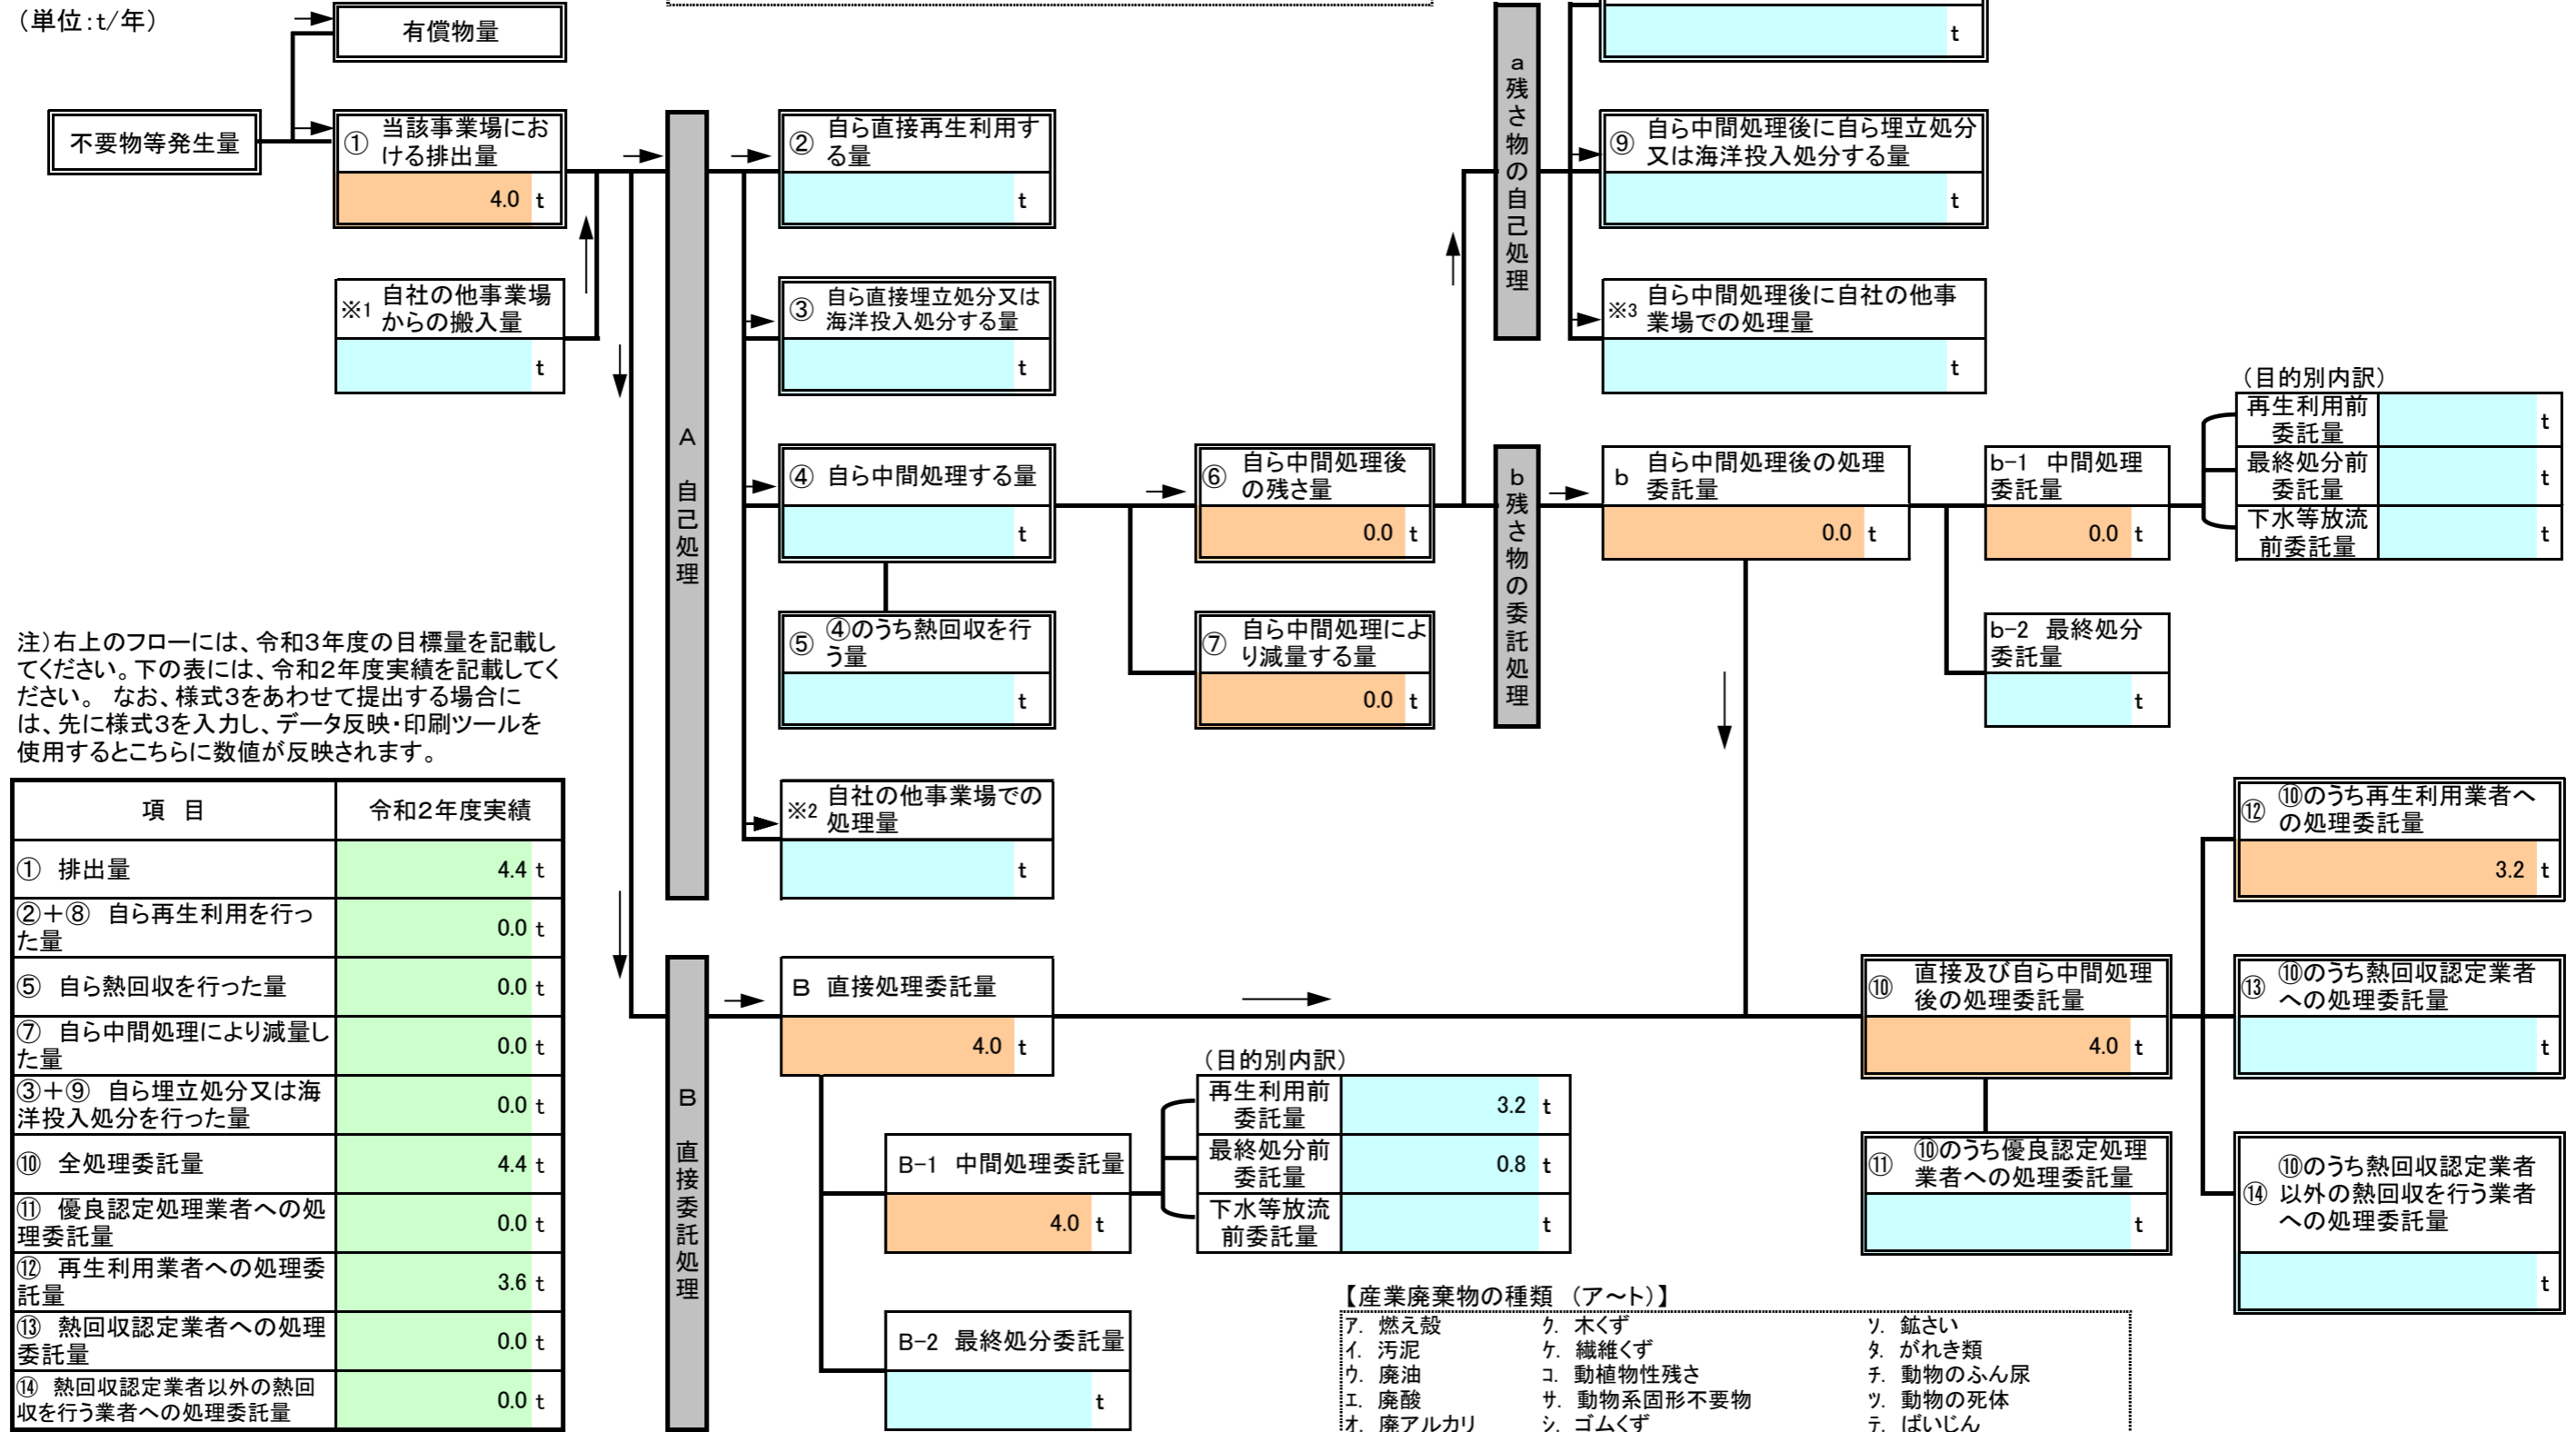 （単位：t/年）
有償物量
不要物等発生量
① 当該事業場にお
ける排出量
4.0 t
※1 自社の他事業場
からの搬入量
t
A 自己処理
② 自ら直接再生利用す
る量
t
③ 自ら直接埋立処分又は
海洋投入処分する量
t
④ 自ら中間処理する量
t
⑤ ④のうち熱回収を行
う量
t
※2 自社の他事業場での
処理量
t
⑥ 自ら中間処理後
の残さ量
0.0 t
⑦ 自ら中間処理によ
り減量する量
0.0 t
a 残さ物の自己処理
t
⑨ 自ら中間処理後に自ら埋立処分
又は海洋投入処分する量
t
※3 自ら中間処理後に自社の他事
業場での処理量
t
b 残さ物の委託処理
b 自ら中間処理後の処理
委託量
0.0 t
b-1 中間処理
委託量
0.0 t
b-2 最終処分
委託量
t
（目的別内訳）
再生利用前
委託量
t
最終処分前
委託量
t
下水等放流
前委託量
t
注）右上のフローには、令和３年度の目標量を記載し
てください。下の表には、令和２年度実績を記載してく
ださい。 なお、様式３をあわせて提出する場合に
は、先に様式３を入力し、データ反映・印刷ツールを
使用するとこちらに数値が反映されます。
項 目 令和２年度実績
① 排出量 4.4 t
②＋⑧ 自ら再生利用を行っ
た量 0.0 t
⑤ 自ら熱回収を行った量 0.0 t
⑦ 自ら中間処理により減量し
た量 0.0 t
③＋⑨ 自ら埋立処分又は海
洋投入処分を行った量 0.0 t
⑩ 全処理委託量 4.4 t
⑪ 優良認定処理業者への処
理委託量 0.0 t
⑫ 再生利用業者への処理委
託量 3.6 t
⑬ 熱回収認定業者への処理
委託量 0.0 t
⑭ 熱回収認定業者以外の熱回
収を行う業者への処理委託量 0.0 t
B 直接委託処理
B 直接処理委託量
4.0 t
B-1 中間処理委託量
4.0 t
B-2 最終処分委託量
t
（目的別内訳）
再生利用前
委託量
3.2 t
最終処分前
委託量
0.8 t
下水等放流
前委託量
t
⑩ 直接及び自ら中間処理
後の処理委託量
4.0 t
⑪ ⑩のうち優良認定処理
業者への処理委託量
t
⑫ ⑩のうち再生利用業者へ
の処理委託量
3.2 t
⑬ ⑩のうち熱回収認定業者
への処理委託量
t
⑭ ⑩のうち熱回収認定業者
以外の熱回収を行う業者
への処理委託量
t
【産業廃棄物の種類 （ア～ト）】
ア. 燃え殻 ク. 木くず ソ. 鉱さい
イ. 汚泥 ケ. 繊維くず タ. がれき類
ウ. 廃油 コ. 動植物性残さ チ. 動物のふん尿
エ. 廃酸 サ. 動物系固形不要物 ツ. 動物の死体
オ. 廃アルカリ シ. ゴムくず テ. ばいじん